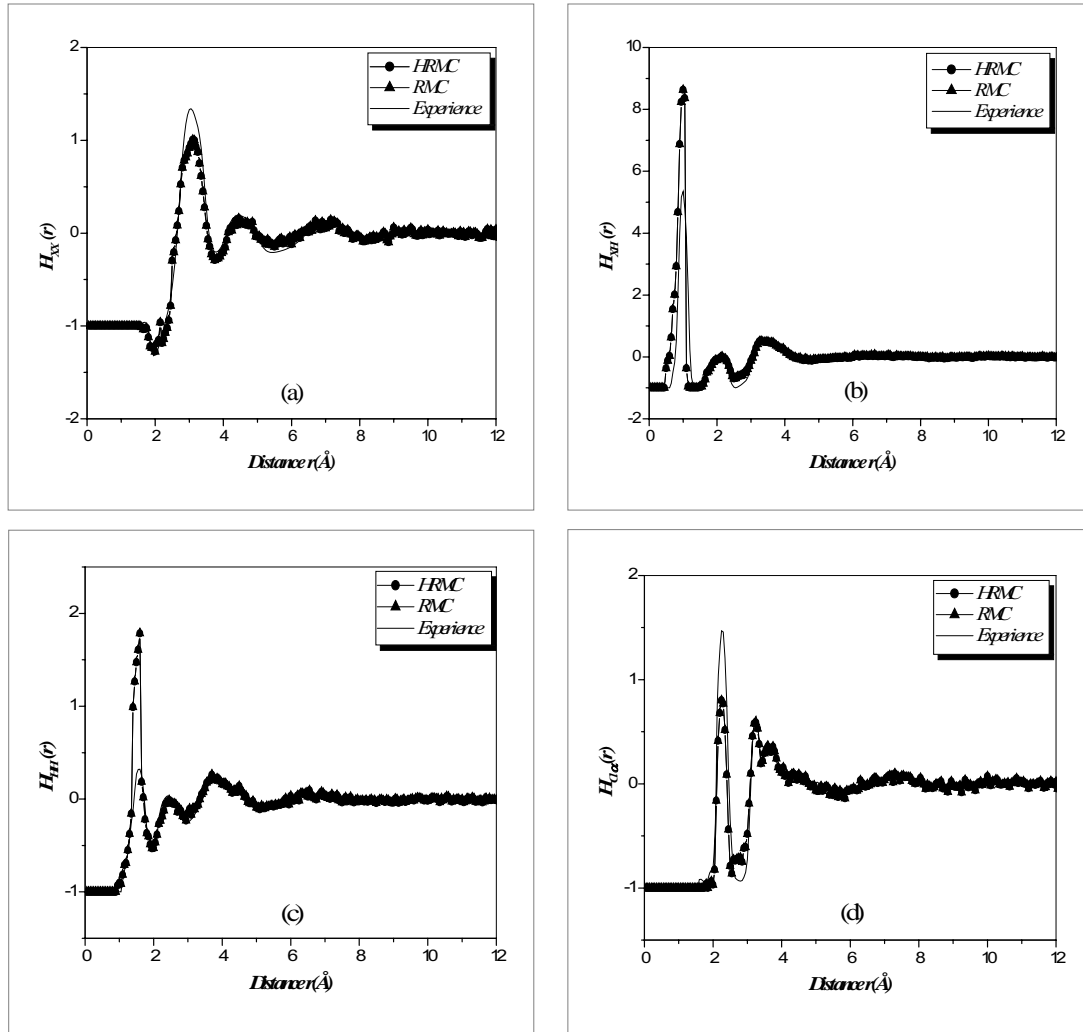 2
1
0
-1
-2
0 2 4 6 8 10 12
H_XX(r)
Distance r(Å)
HRMC
RMC
Experience
(a)
10
8
6
4
2
0
-2
0 2 4 6 8 10 12
H_XH(r)
Distance r(Å)
HRMC
RMC
Experience
(b)
2
1
0
-1
0 2 4 6 8 10 12
H_HH(r)
Distance r(Å)
HRMC
RMC
Experience
(c)
2
1
0
-1
0 2 4 6 8 10 12
Distance r(Å)
HRMC
RMC
Experience
(d)